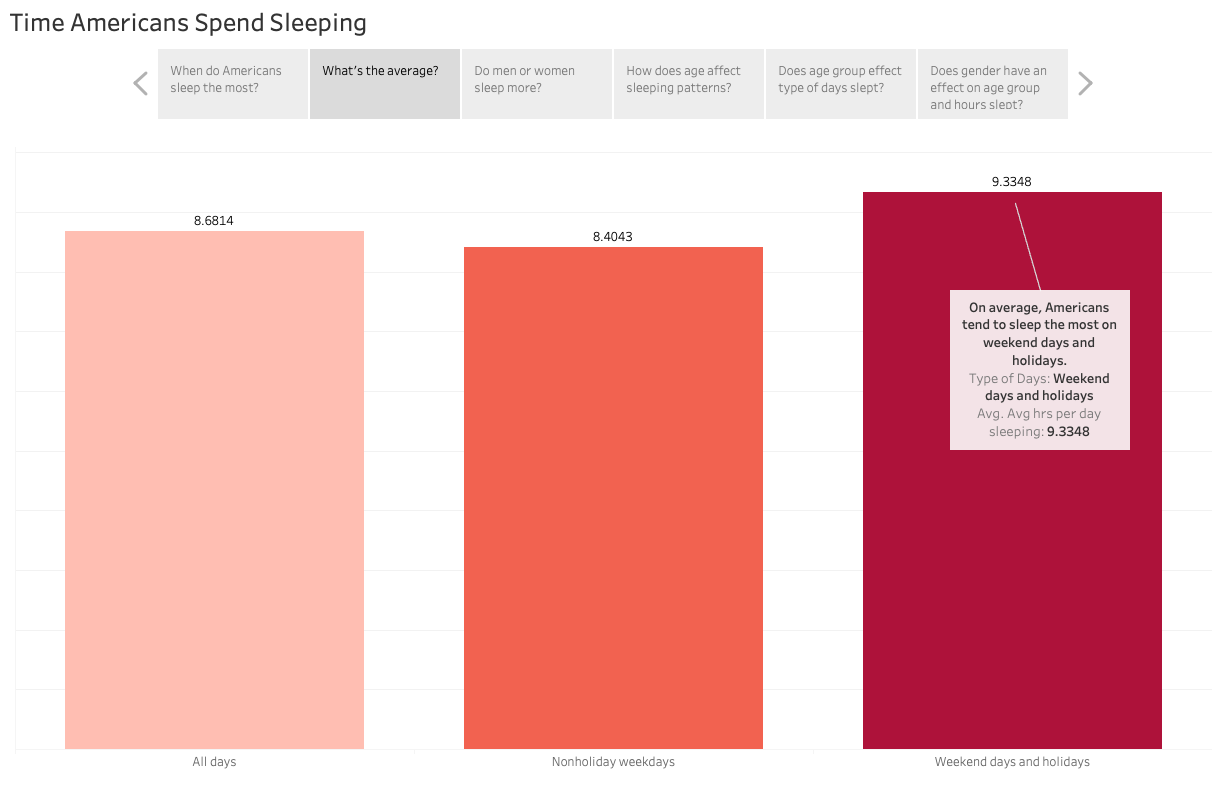 Time Americans Spend Sleeping
When do Americans
sleep the most?
What's the average?
Do men or women
sleep more?
How does age affect
sleeping patterns?
Does age group effect
type of days slept?
Does gender have an
effect on age group
and hours slept?
8.6814
8.4043
9.3348
On average, Americans
tend to sleep the most on
weekend days and
holidays.
Type of Days: Weekend
days and holidays
Avg. Avg hrs per day
sleeping: 9.3348
All days
Nonholiday weekdays
Weekend days and holidays